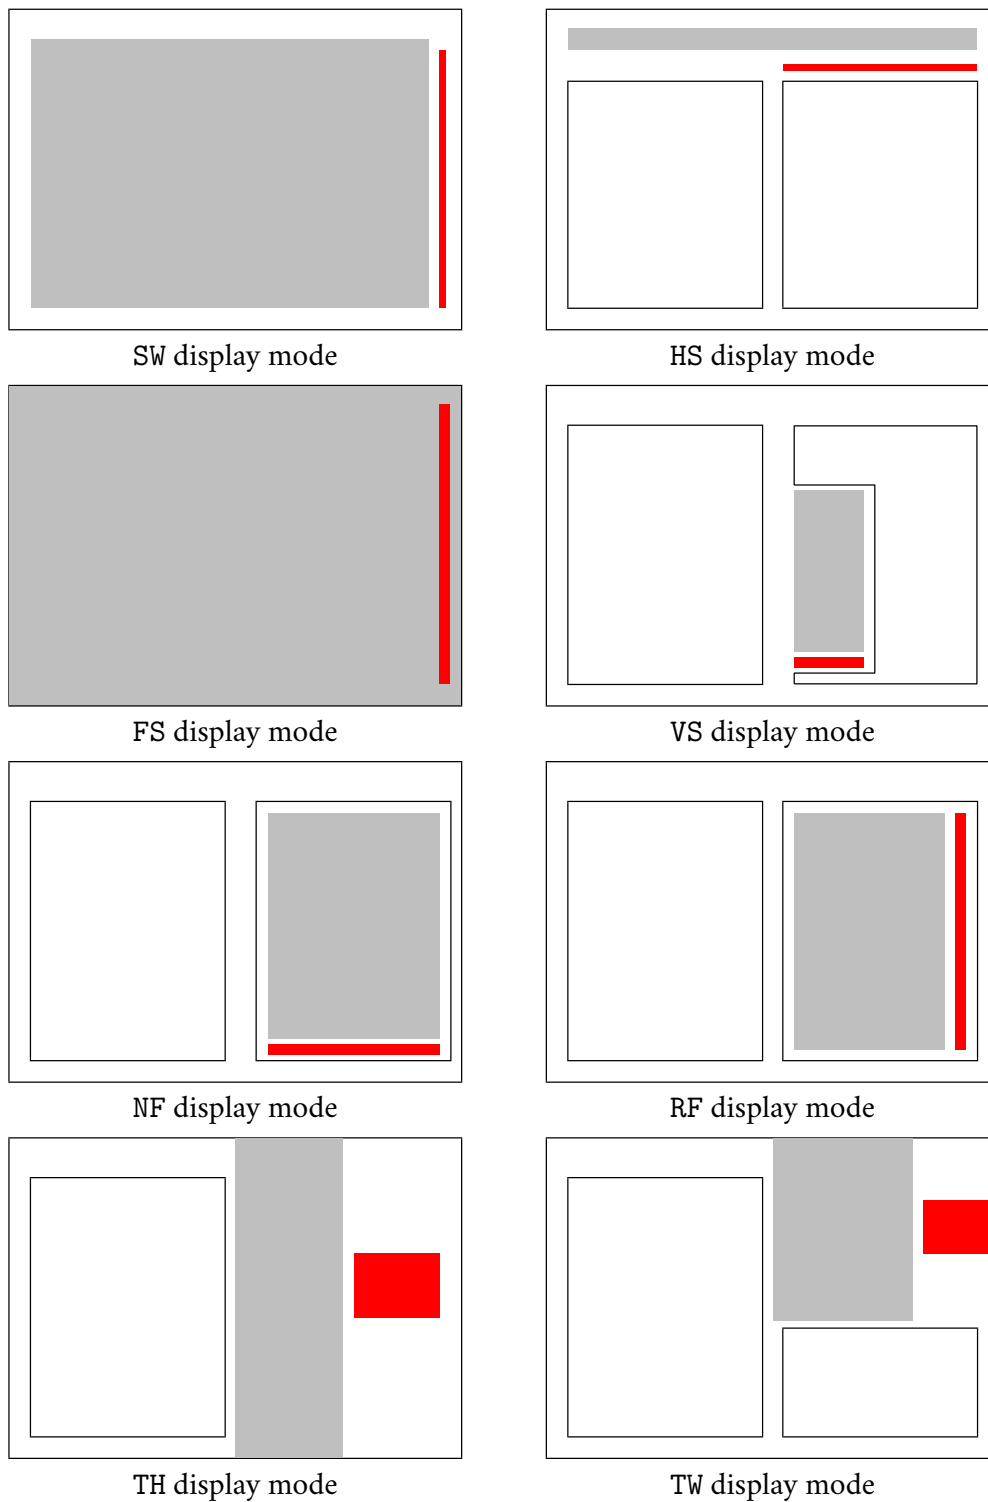 SW display mode
HS display mode
FS display mode
VS display mode
NF display mode
RF display mode
TH display mode
TW display mode